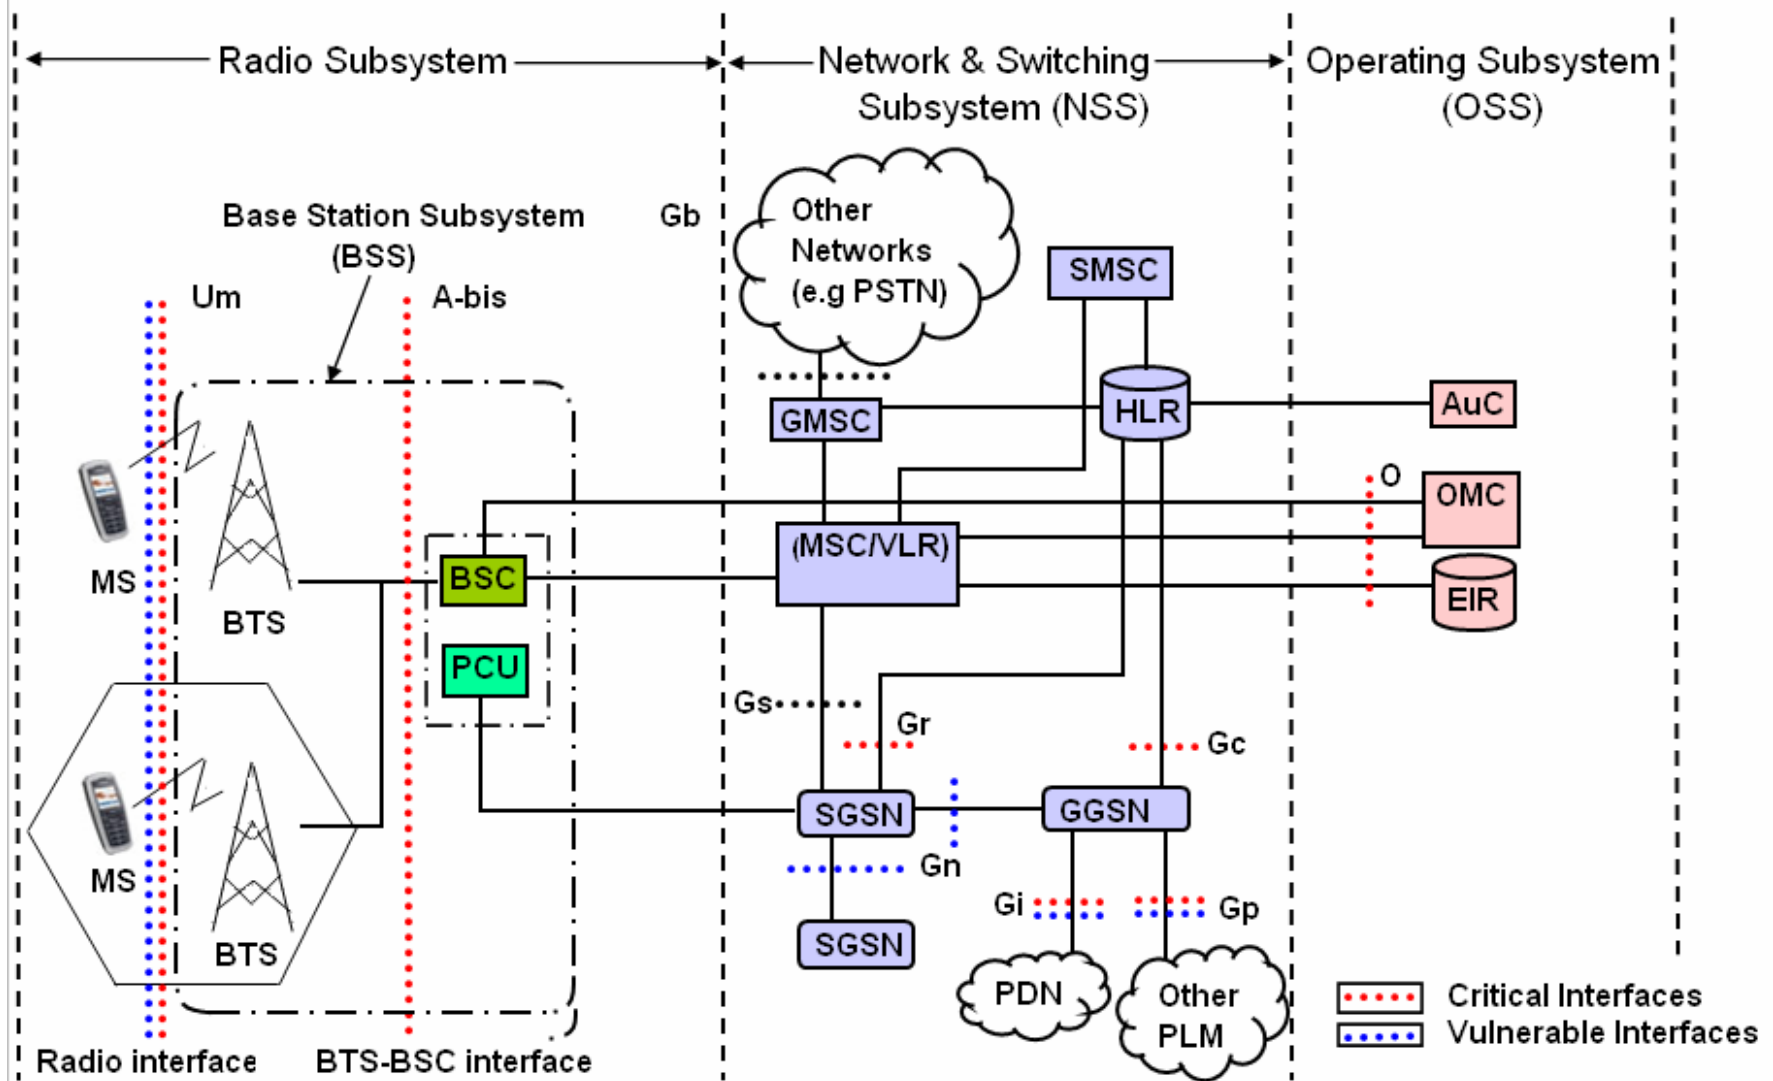 Radio Subsystem
Network & Switching
Subsystem (NSS)
Operating Subsystem
(OSS)
Base Station Subsystem
(BSS)
Gb
Other
Networks
(e.g PSTN)
SMSC
Um
A-bis
GMSC
HLR
AuC
O
OMC
(MSC/VLR)
BSC
EIR
MS
BTS
PCU
Gs
Gr
Gc
SGSN
GGSN
Gn
MS
BTS
Gi
Gp
SGSN
PDN
Other
PLM
Critical Interfaces
Vulnerable Interfaces
Radio interface
BTS-BSC interface